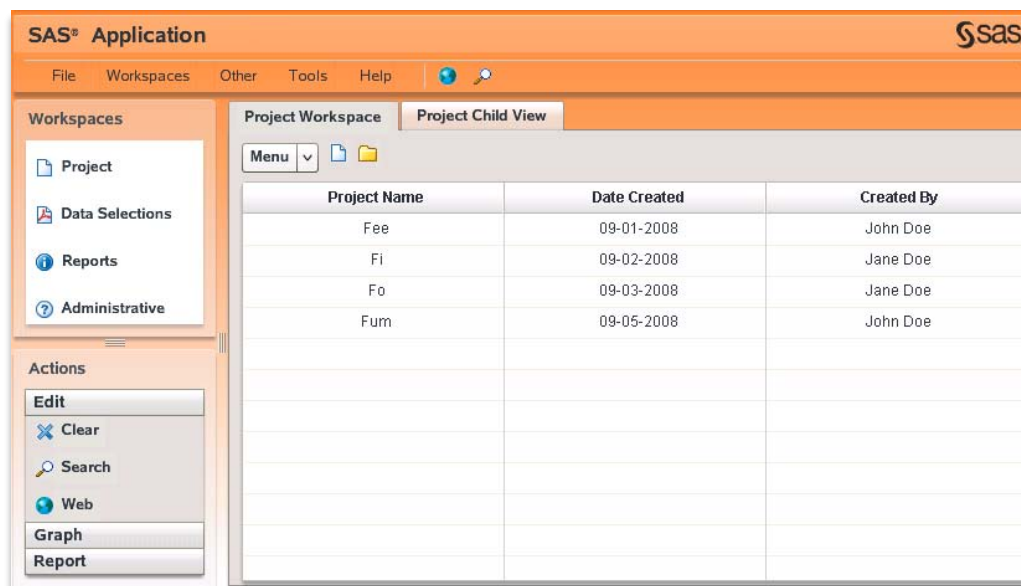 SAS® Application
sas
File Workspaces Other Tools Help
Workspaces
Project
Data Selections
Reports
Administrative
Actions
Edit
Clear
Search
Web
Graph
Report
Project Workspace Project Child View
Menu
Project Name Date Created Created By
Fee 09-01-2008 John Doe
Fi 09-02-2008 Jane Doe
Fo 09-03-2008 Jane Doe
Fum 09-05-2008 John Doe